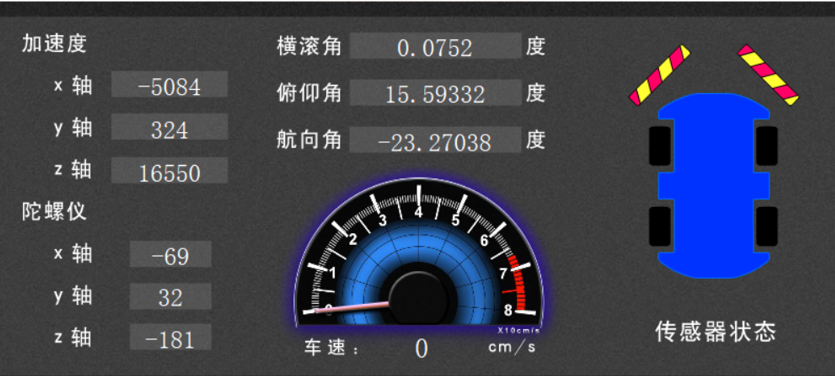 加速度
x 轴 -5084
y 轴 324
z 轴 16550
陀螺仪
x 轴 -69
y 轴 32
z 轴 -181
横滚角 0.0752 度
俯仰角 15.59332 度
航向角 -23.27038 度
1 2 3 4 5 6 7 8
X10cm/s
车速： 0 cm/s
传感器状态